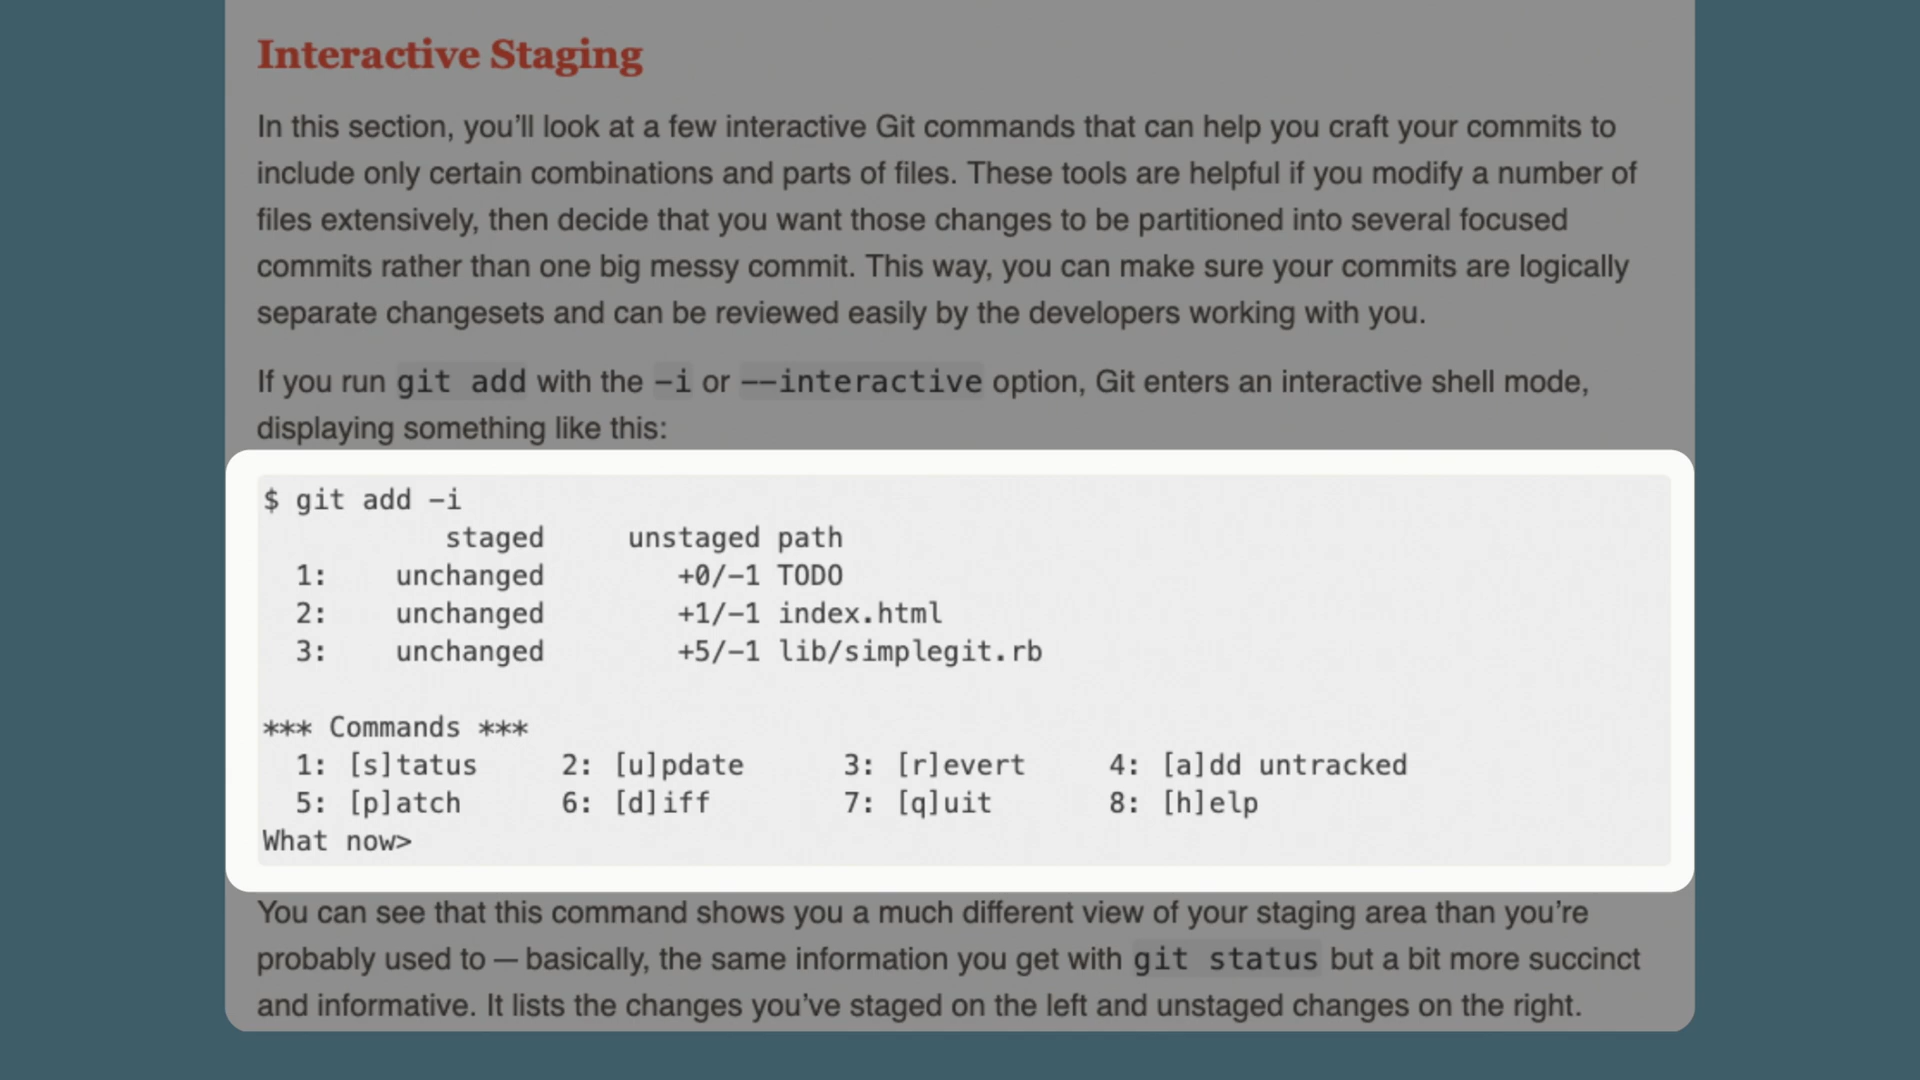 Interactive Staging
In this section, you’ll look at a few interactive Git commands that can help you craft your commits to
include only certain combinations and parts of files. These tools are helpful if you modify a number of
files extensively, then decide that you want those changes to be partitioned into several focused
commits rather than one big messy commit. This way, you can make sure your commits are logically
separate changesets and can be reviewed easily by the developers working with you.
If you run git add with the -i or --interactive option, Git enters an interactive shell mode,
displaying something like this:
$ git add -i
staged unstaged path
1: unchanged +0/-1 TODO
2: unchanged +1/-1 index.html
3: unchanged +5/-1 lib/simplegit.rb
*** Commands ***
1: [s]tatus 2: [u]pdate 3: [r]evert 4: [a]dd untracked
5: [p]atch 6: [d]iff 7: [q]uit 8: [h]elp
What now>
You can see that this command shows you a much different view of your staging area than you’re
probably used to — basically, the same information you get with git status but a bit more succinct
and informative. It lists the changes you’ve staged on the left and unstaged changes on the right.